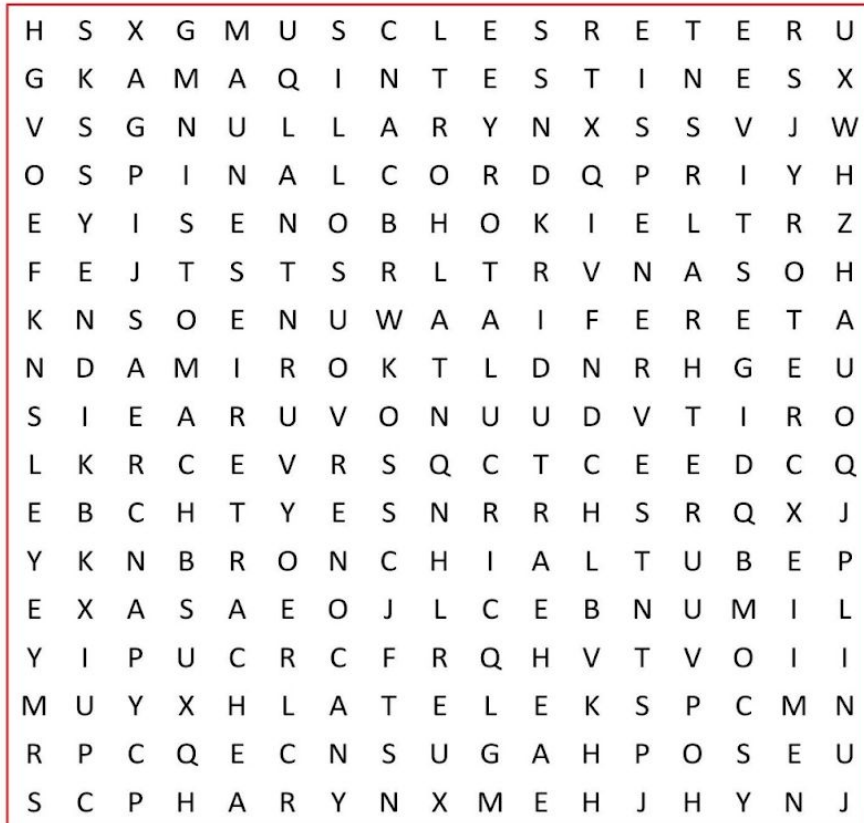 H S X G M U S C L E S R E T E R U
G K A M A Q I N T E S T I N E S X
V S G N U L L A R Y N X S S V J W
O S P I N A L C O R D Q P R I Y H
E Y I S E N O B H O K I E L T R Z
F E J T S T S R L T R V N A S O H
K N S O E N U W A A I F E R E T A
N D A M I R O K T L D N R H G E U
S I E A R U V O N U U D V T I R O
L K R C E V R S Q C T C E E D C Q
E B C H T Y E S N R R H S R Q X J
Y K N B R O N C H I A L T U B E P
E X A S A E O J L C E B N U M I L
Y I P U C R C F R Q H V T V O I I
M U Y X H L A T E L E K S P C M N
R P C Q E C N S U G A H P O S E U
S C P H A R Y N X M E H J H Y N J